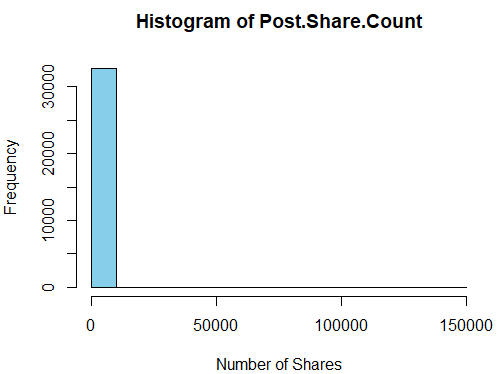 Histogram of Post.Share.Count
Frequency
30000
20000
10000
0
0 50000 100000 150000
Number of Shares